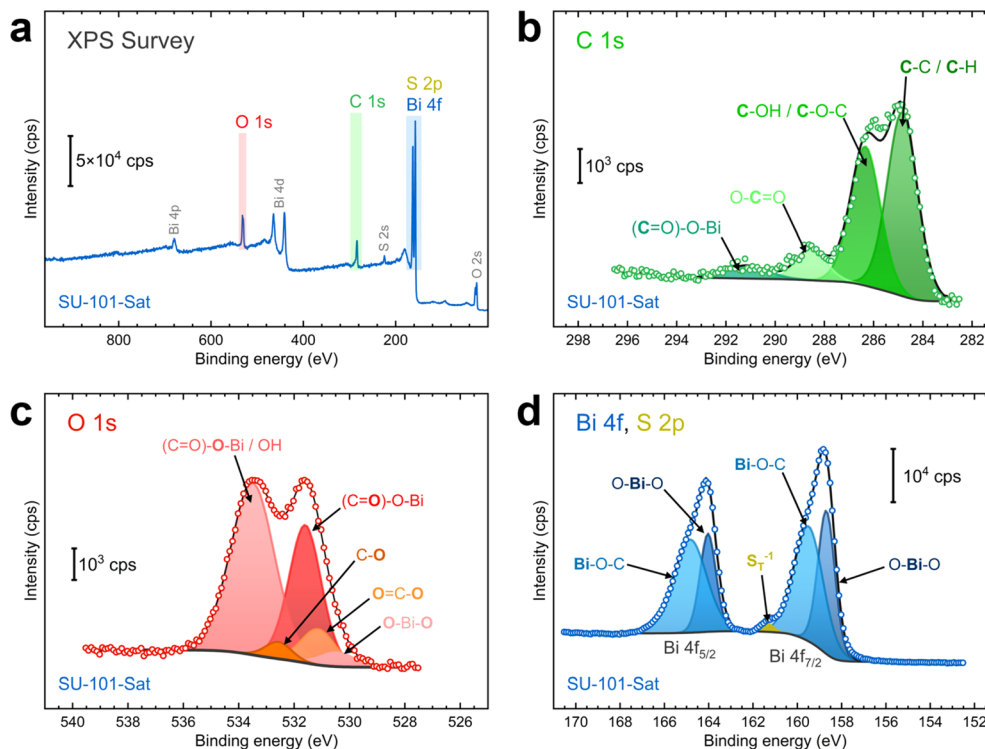 a
XPS Survey
S 2p
Bi 4f
C 1s
O 1s
5×10⁴ cps
Bi 4p
Bi 4d
S 2s
O 2s
SU-101-Sat
Intensity (cps)
800 600 400 200
Binding energy (eV)
b
C 1s
C-C / C-H
C-OH / C-O-C
10³ cps
O-C=O
(C=O)-O-Bi
SU-101-Sat
Intensity (cps)
298 296 294 292 290 288 286 284 282
Binding energy (eV)
c
O 1s
(C=O)-O-Bi / OH
(C=O)-O-Bi
10³ cps
C-O
O=C-O
O-Bi-O
SU-101-Sat
Intensity (cps)
540 538 536 534 532 530 528 526
Binding energy (eV)
d
Bi 4f, S 2p
Bi-O-C
10⁴ cps
O-Bi-O
Bi-O-C
S_T⁻¹
O-Bi-O
Bi 4f₅/₂
Bi 4f₇/₂
SU-101-Sat
Intensity (cps)
170 168 166 164 162 160 158 156 154 152
Binding energy (eV)